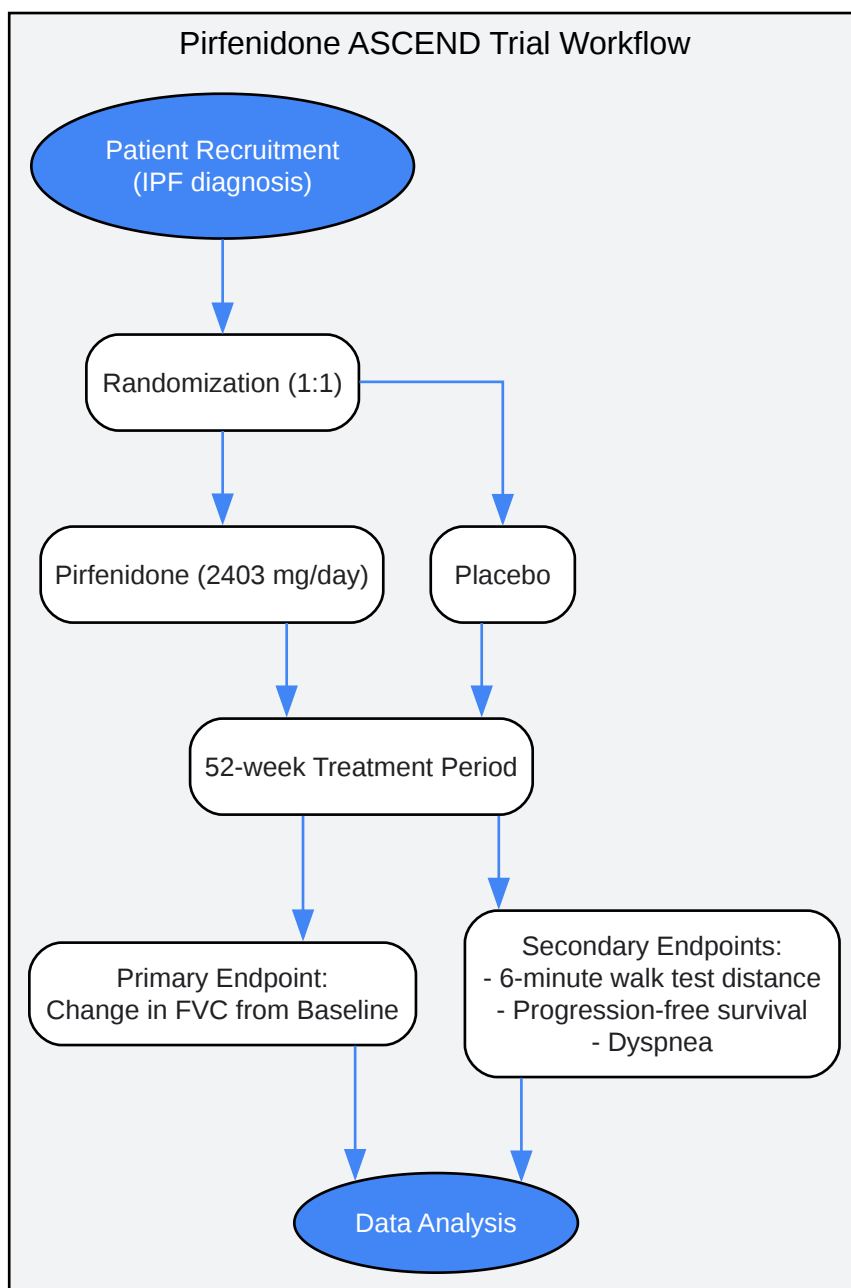 Pirfenidone ASCEND Trial Workflow
Patient Recruitment
(IPF diagnosis)
Randomization (1:1)
Pirfenidone (2403 mg/day)
Placebo
52-week Treatment Period
Primary Endpoint:
Change in FVC from Baseline
Secondary Endpoints:
- 6-minute walk test distance
- Progression-free survival
- Dyspnea
Data Analysis